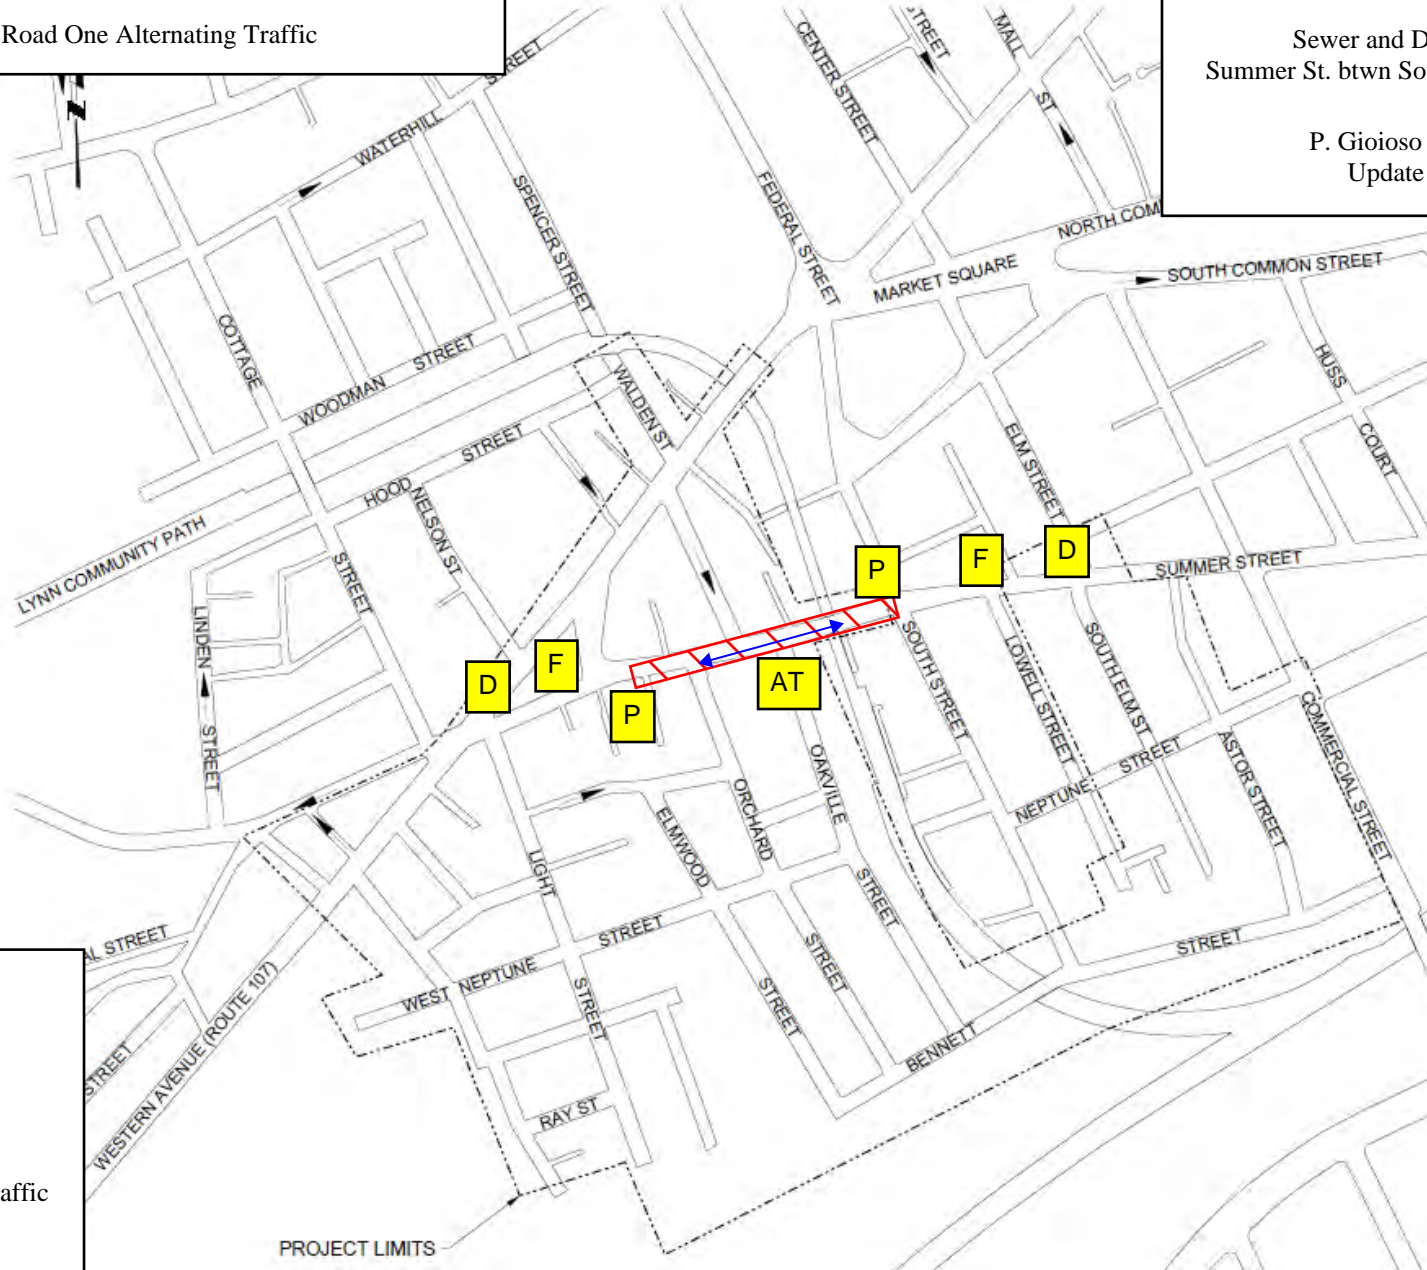 Road One Alternating Traffic
Sewer and D
Summer St. btwn So
P. Gioioso
Update
STREET
WATERHILL
CENTER STREET
STREET
MALL
ST
SPENCER STREET
FEDERAL STREET
NORTH COM
MARKET SQUARE
SOUTH COMMON STREET
COTTAGE
STREET
WOODMAN STREET
WALDEN ST
HUSS
COURT
ELM STREET
HOOD STREET
NELSON ST
LYNN COMMUNITY PATH
LINDEN
STREET
P
F
D
SUMMER STREET
D
F
P
AT
SOUTH STREET
LOWELL STREET
SOUTH ELM ST
COMMERCIAL STREET
NEPTUNE STREET
ASTOR STREET
OAKVILLE
STREET
ORCHARD
STREET
ELMWOOD
STREET
LIGHT
STREET
WEST NEPTUNE STREET
AL STREET
STREET
BENNETT STREET
WESTERN AVENUE (ROUTE 107)
RAY ST
affic
PROJECT LIMITS